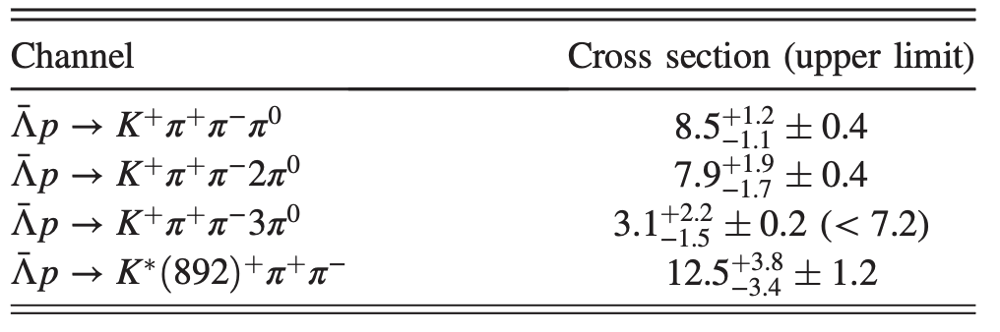 Channel Cross section (upper limit)
Λ̄p → K⁺π⁺π⁻π⁰ 8.5⁺¹·²₋₁.₁ ± 0.4
Λ̄p → K⁺π⁺π⁻2π⁰ 7.9⁺¹·⁹₋₁.₇ ± 0.4
Λ̄p → K⁺π⁺π⁻3π⁰ 3.1⁺²·²₋₁.₅ ± 0.2 (< 7.2)
Λ̄p → K*(892)⁺π⁺π⁻ 12.5⁺³·⁸₋₃.₄ ± 1.2